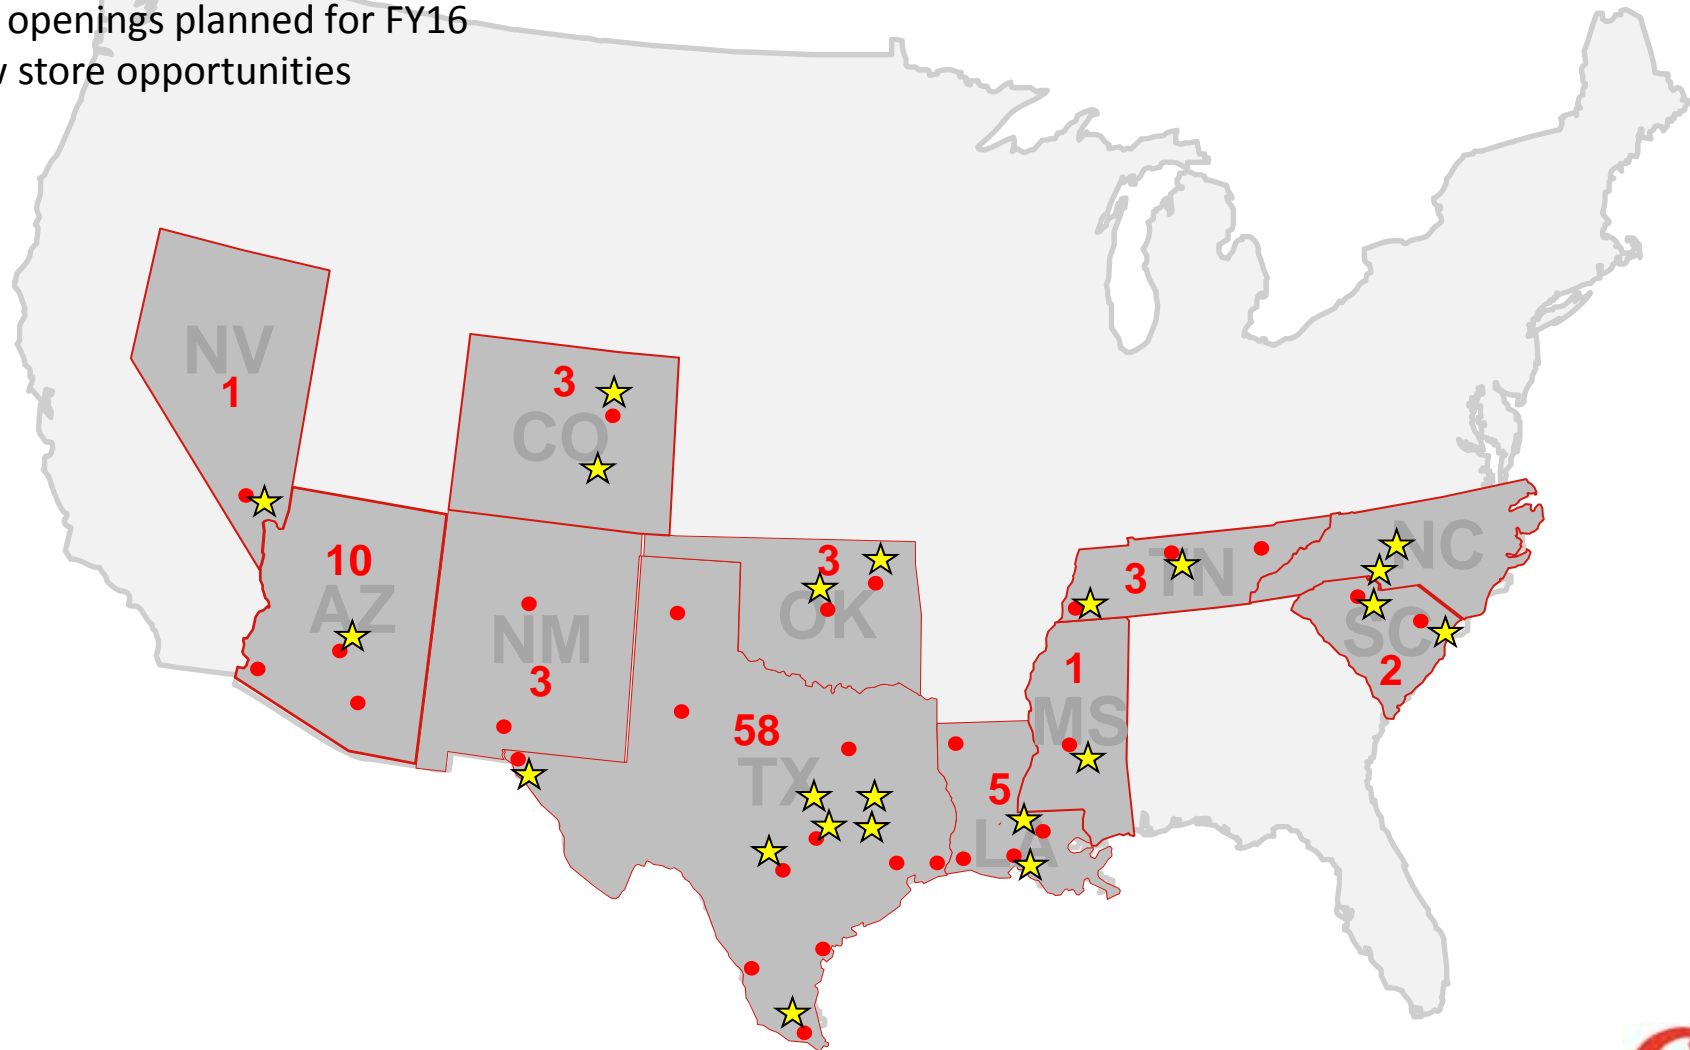 openings planned for FY16
store opportunities
NV
1
3
CO
10
AZ
NM
3
3
OK
58
TX
5
LA
1
MS
3
TN
NC
SC
2